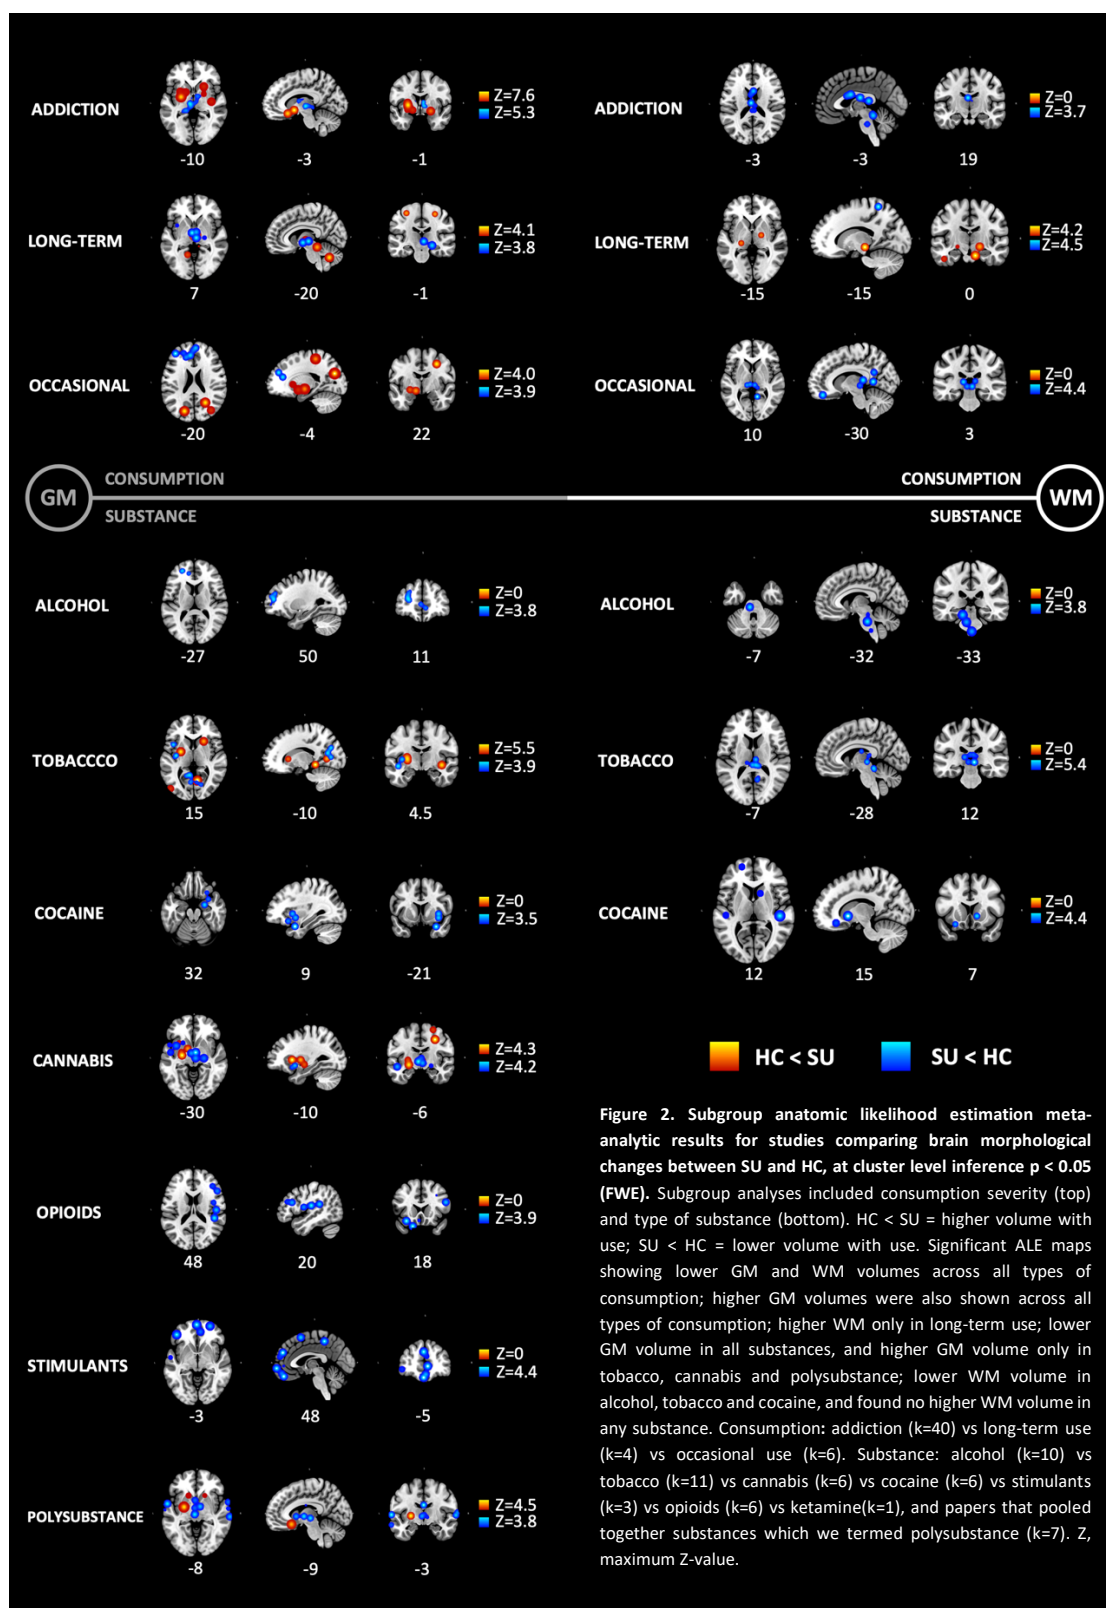 ADDICTION
Z=7.6
Z=5.3
-10 -3 -1
LONG-TERM
Z=4.1
Z=3.8
7 -20 -1
OCCASIONAL
Z=4.0
Z=3.9
-20 -4 22
ADDICTION
Z=0
Z=3.7
-3 -3 19
LONG-TERM
Z=4.2
Z=4.5
-15 -15 0
OCCASIONAL
Z=0
Z=4.4
10 -30 3
GM
CONSUMPTION
SUBSTANCE
CONSUMPTION
SUBSTANCE
WM
ALCOHOL
Z=0
Z=3.8
-27 50 11
TOBACCCO
Z=5.5
Z=3.9
15 -10 4.5
COCAINE
Z=0
Z=3.5
32 9 -21
CANNABIS
Z=4.3
Z=4.2
-30 -10 -6
OPIOIDS
Z=0
Z=3.9
48 20 18
STIMULANTS
Z=0
Z=4.4
-3 48 -5
POLYSUBSTANCE
Z=4.5
Z=3.8
-8 -9 -3
ALCOHOL
Z=0
Z=3.8
-7 -32 -33
TOBACCO
Z=0
Z=5.4
-7 -28 12
COCAINE
Z=0
Z=4.4
12 15 7
HC < SU SU < HC
Figure 2. Subgroup anatomic likelihood estimation meta-
analytic results for studies comparing brain morphological
changes between SU and HC, at cluster level inference p < 0.05
(FWE). Subgroup analyses included consumption severity (top)
and type of substance (bottom). HC < SU = higher volume with
use; SU < HC = lower volume with use. Significant ALE maps
showing lower GM and WM volumes across all types of
consumption; higher GM volumes were also shown across all
types of consumption; higher WM only in long-term use; lower
GM volume in all substances, and higher GM volume only in
tobacco, cannabis and polysubstance; lower WM volume in
alcohol, tobacco and cocaine, and found no higher WM volume in
any substance. Consumption: addiction (k=40) vs long-term use
(k=4) vs occasional use (k=6). Substance: alcohol (k=10) vs
tobacco (k=11) vs cannabis (k=6) vs cocaine (k=6) vs stimulants
(k=3) vs opioids (k=6) vs ketamine(k=1), and papers that pooled
together substances which we termed polysubstance (k=7). Z,
maximum Z-value.